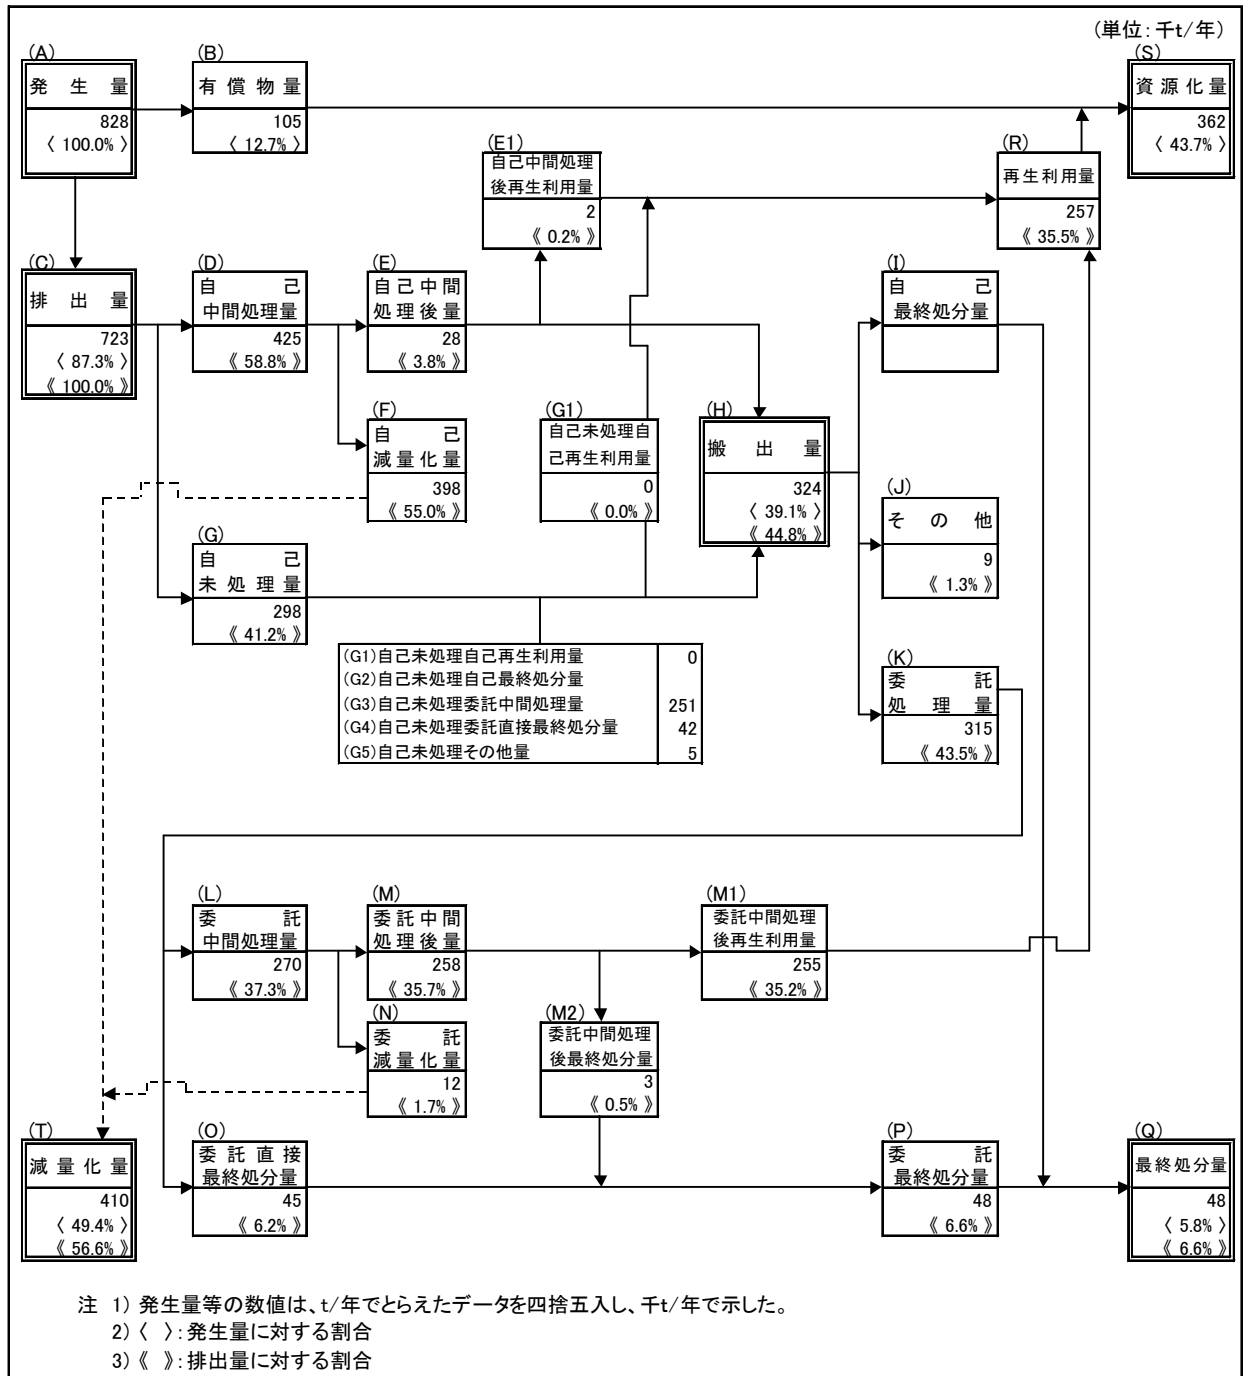 (単位:千t/年)
(A)
発生量
828
〈 100.0% 〉
(B)
有償物量
105
〈 12.7% 〉
(S)
資源化量
362
〈 43.7% 〉
(E1)
自己中間処理
後再生利用量
2
《 0.2% 》
(R)
再生利用量
257
《 35.5% 》
(C)
排出量
723
〈 87.3% 〉
《 100.0% 》
(D)
自己
中間処理量
425
《 58.8% 》
(E)
自己中間
処理後量
28
《 3.8% 》
(I)
自己
最終処分量
(F)
自己
減量化量
398
《 55.0% 》
(G1)
自己未処理自
己再生利用量
0
《 0.0% 》
(H)
搬出量
324
〈 39.1% 〉
《 44.8% 》
(J)
その他
9
《 1.3% 》
(G)
自己
未処理量
298
《 41.2% 》
(G1)自己未処理自己再生利用量 0
(G2)自己未処理自己最終処分量
(G3)自己未処理委託中間処理量 251
(G4)自己未処理委託直接最終処分量 42
(G5)自己未処理その他量 5
(K)
委託
処理量
315
《 43.5% 》
(L)
委託
中間処理量
270
《 37.3% 》
(M)
委託中間
処理後量
258
《 35.7% 》
(M1)
委託中間処理
後再生利用量
255
《 35.2% 》
(N)
委託
減量化量
12
《 1.7% 》
(M2)
委託中間処理
後最終処分量
3
《 0.5% 》
(T)
減量化量
410
〈 49.4% 〉
《 56.6% 》
(O)
委託直接
最終処分量
45
《 6.2% 》
(P)
委託
最終処分量
48
《 6.6% 》
(Q)
最終処分量
48
〈 5.8% 〉
《 6.6% 》
注 1) 発生量等の数値は、t/年でとらえたデータを四捨五入し、千t/年で示した。
2)〈 〉:発生量に対する割合
3)《 》:排出量に対する割合